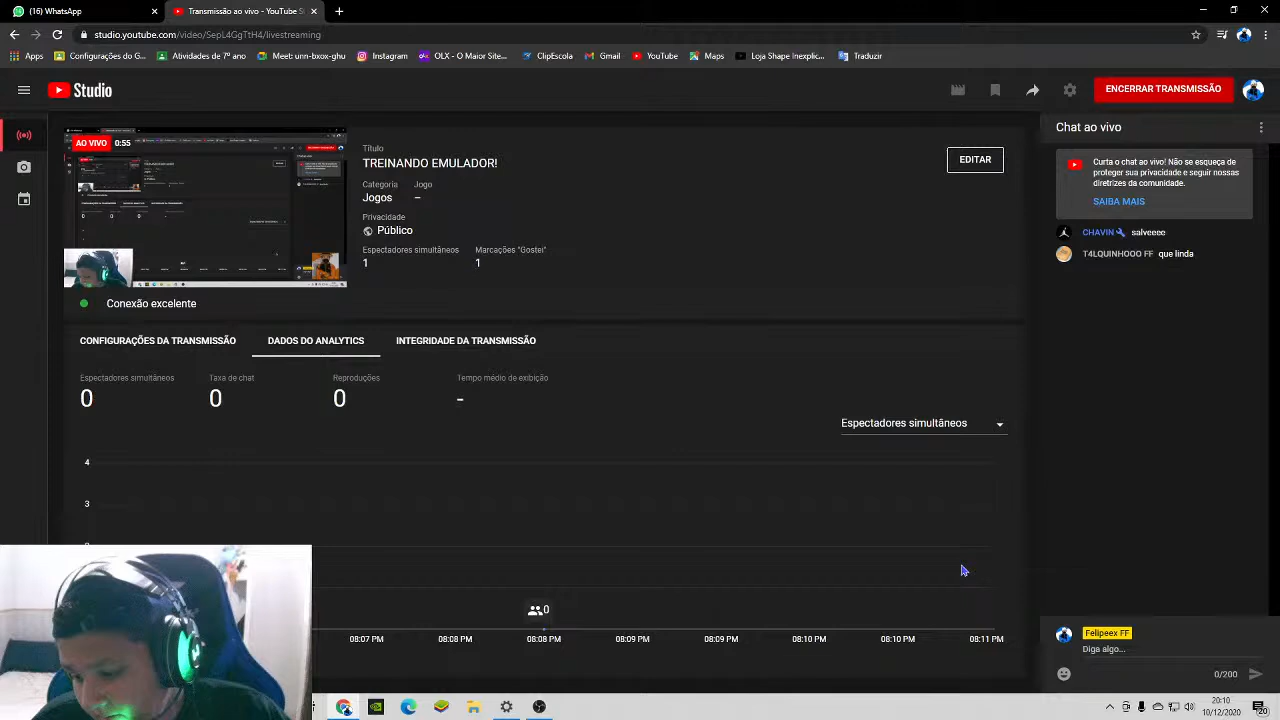 (16) WhatsApp
Transmissão ao vivo - YouTube S
studio.youtube.com/video/SepL4GgTtH4/livestreaming
Apps
Configurações do G...
Atividades de 7º ano
Meet: unn-bxox-ghu
Instagram
OLX - O Maior Site...
ClipEscola
Gmail
YouTube
Maps
Loja Shape Inexplic...
Traduzir
Studio
ENCERRAR TRANSMISSÃO
AO VIVO
0:55
Título
TREINANDO EMULADOR!
EDITAR
Categoria
Jogo
Jogos
–
Privacidade
Público
Espectadores simultâneos
Marcações "Gostei"
1
1
Conexão excelente
Chat ao vivo
Curta o chat ao vivo. Não se esqueça de
proteger sua privacidade e seguir nossas
diretrizes da comunidade.
SAIBA MAIS
CHAVIN salveeee
T4LQUINHOOO FF que linda
CONFIGURAÇÕES DA TRANSMISSÃO
DADOS DO ANALYTICS
INTEGRIDADE DA TRANSMISSÃO
Espectadores simultâneos
Taxa de chat
Reproduções
Tempo médio de exibição
0
0
0
-
Espectadores simultâneos
4
3
0
08:07 PM
08:08 PM
08:08 PM
08:09 PM
08:09 PM
08:10 PM
08:10 PM
08:11 PM
Felipeex FF
Diga algo...
0/200
20:10
10/12/2020
20